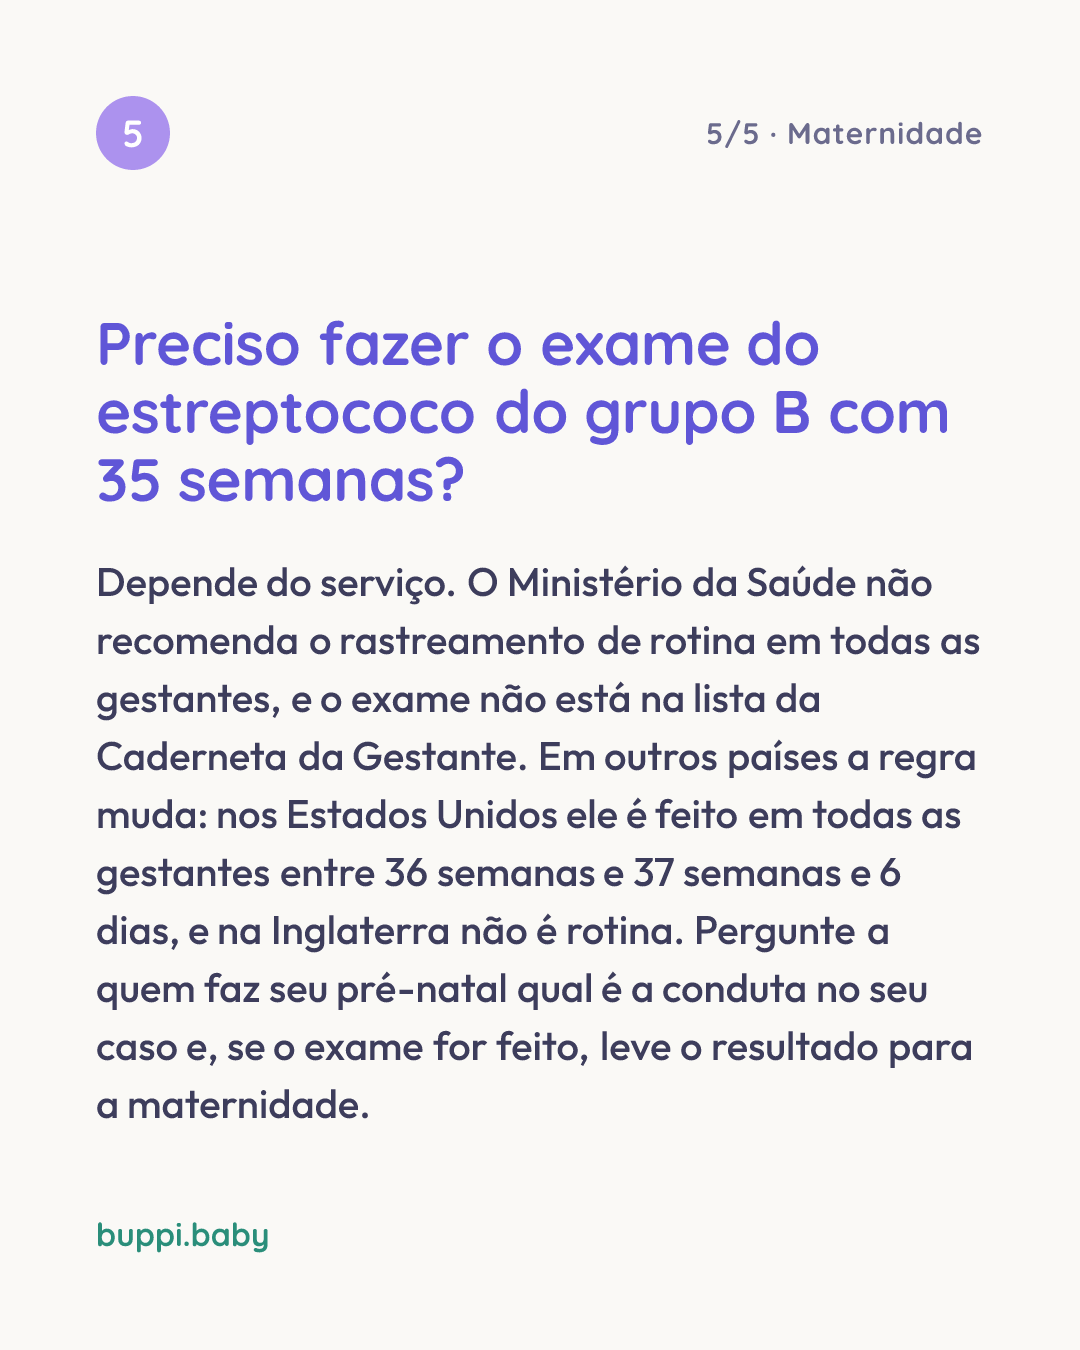 5
5/5 · Maternidade
Preciso fazer o exame do
estreptococo do grupo B com
35 semanas?
Depende do serviço. O Ministério da Saúde não
recomenda o rastreamento de rotina em todas as
gestantes, e o exame não está na lista da
Caderneta da Gestante. Em outros países a regra
muda: nos Estados Unidos ele é feito em todas as
gestantes entre 36 semanas e 37 semanas e 6
dias, e na Inglaterra não é rotina. Pergunte a
quem faz seu pré-natal qual é a conduta no seu
caso e, se o exame for feito, leve o resultado para
a maternidade.
buppi.baby